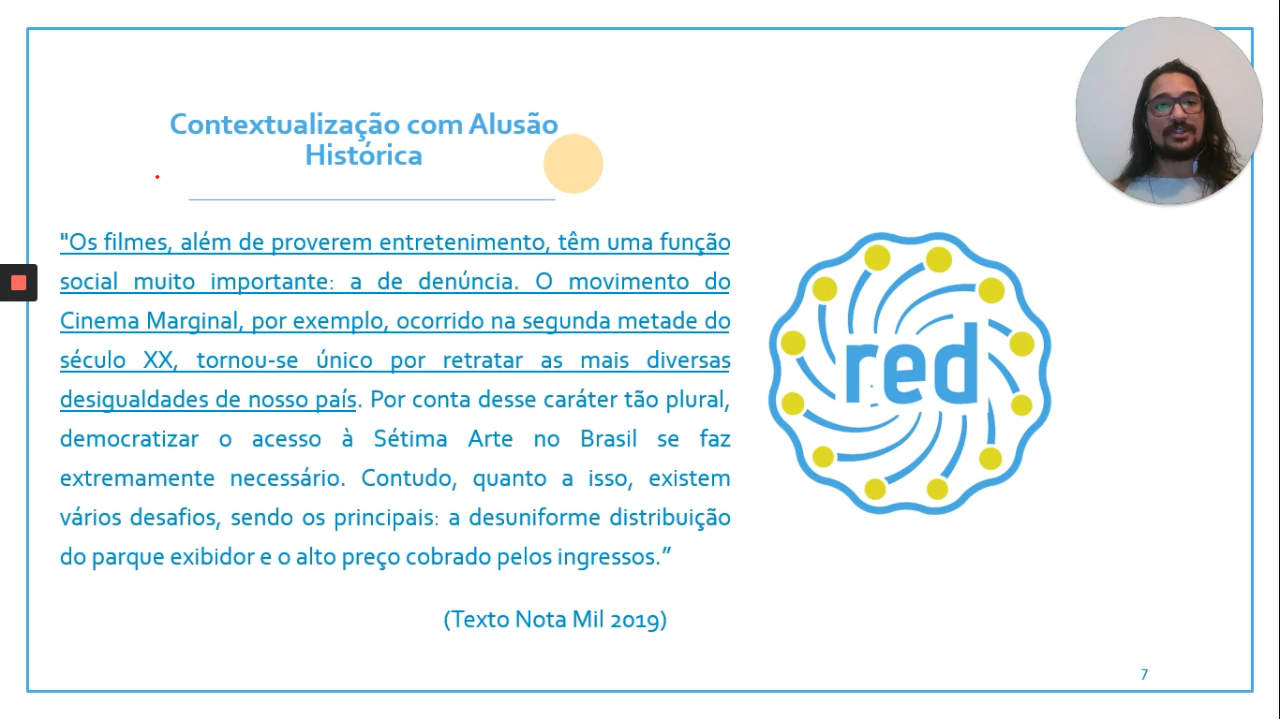 Contextualização com Alusão
Histórica
"Os filmes, além de proverem entretenimento, têm uma função
social muito importante: a de denúncia. O movimento do
Cinema Marginal, por exemplo, ocorrido na segunda metade do
século XX, tornou-se único por retratar as mais diversas
desigualdades de nosso país. Por conta desse caráter tão plural,
democratizar o acesso à Sétima Arte no Brasil se faz
extremamente necessário. Contudo, quanto a isso, existem
vários desafios, sendo os principais: a desuniforme distribuição
do parque exibidor e o alto preço cobrado pelos ingressos.”
(Texto Nota Mil 2019)
red
7